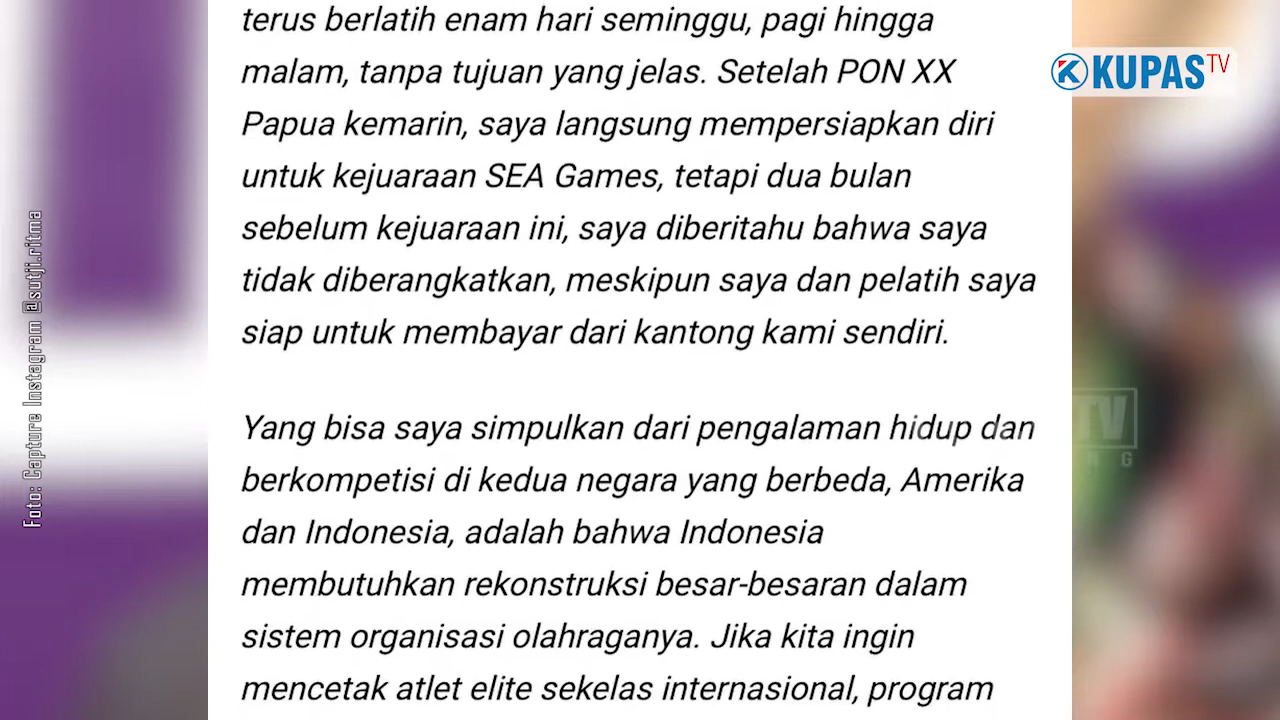 terus berlatih enam hari seminggu, pagi hingga
malam, tanpa tujuan yang jelas. Setelah PON XX
Papua kemarin, saya langsung mempersiapkan diri
untuk kejuaraan SEA Games, tetapi dua bulan
sebelum kejuaraan ini, saya diberitahu bahwa saya
tidak diberangkatkan, meskipun saya dan pelatih saya
siap untuk membayar dari kantong kami sendiri.
Yang bisa saya simpulkan dari pengalaman hidup dan
berkompetisi di kedua negara yang berbeda, Amerika
dan Indonesia, adalah bahwa Indonesia
membutuhkan rekonstruksi besar-besaran dalam
sistem organisasi olahraganya. Jika kita ingin
mencetak atlet elite sekelas internasional, program
KUPAS TV
Foto: Capture Instagram @sutji.ritma
TV
N G